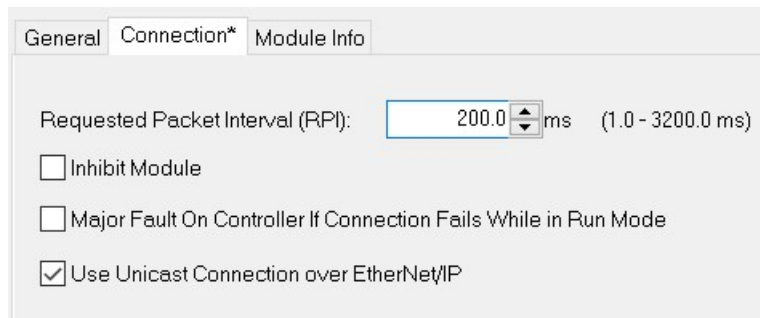 General Connection* Module Info
Requested Packet Interval (RPI): 200.0 ms (1.0 - 3200.0 ms)
Inhibit Module
Major Fault On Controller If Connection Fails While in Run Mode
Use Unicast Connection over EtherNet/IP